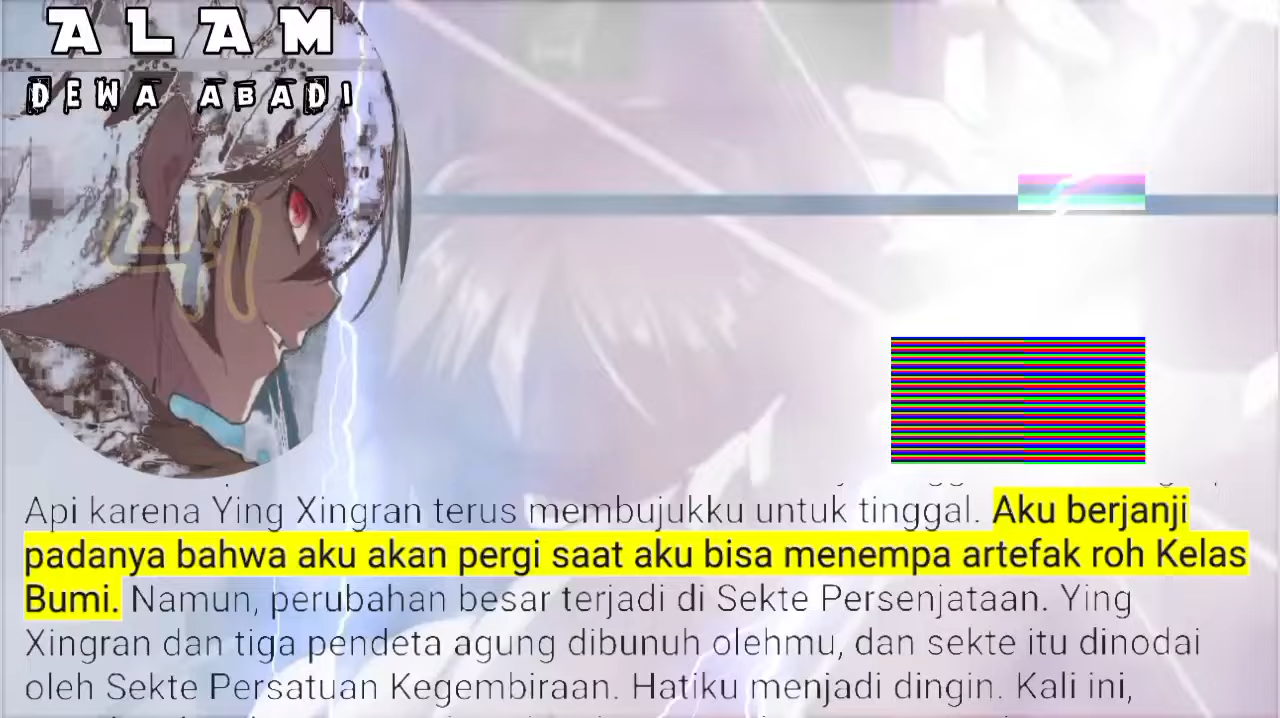 ALAM
DEWA ABADI
41
Api karena Ying Xingran terus membujukku untuk tinggal. Aku berjanji
padanya bahwa aku akan pergi saat aku bisa menempa artefak roh Kelas
Bumi. Namun, perubahan besar terjadi di Sekte Persenjataan. Ying
Xingran dan tiga pendeta agung dibunuh olehmu, dan sekte itu dinodai
oleh Sekte Persatuan Kegembiraan. Hatiku menjadi dingin. Kali ini,